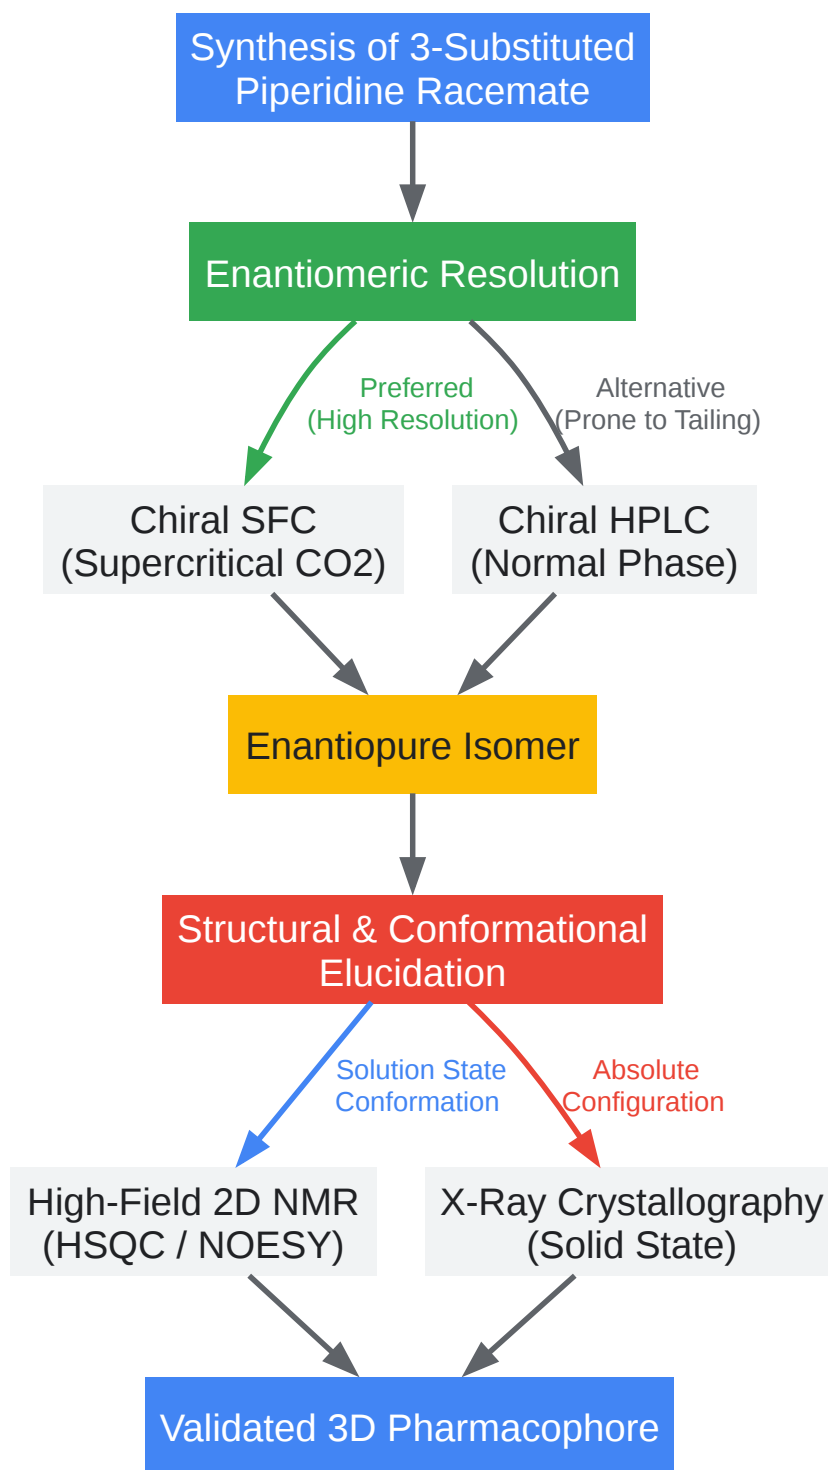 Synthesis of 3-Substituted
Piperidine Racemate
Enantiomeric Resolution
Preferred
(High Resolution)
Alternative
(Prone to Tailing)
Chiral SFC
(Supercritical CO2)
Chiral HPLC
(Normal Phase)
Enantiopure Isomer
Structural & Conformational
Elucidation
Solution State
Conformation
Absolute
Configuration
High-Field 2D NMR
(HSQC / NOESY)
X-Ray Crystallography
(Solid State)
Validated 3D Pharmacophore